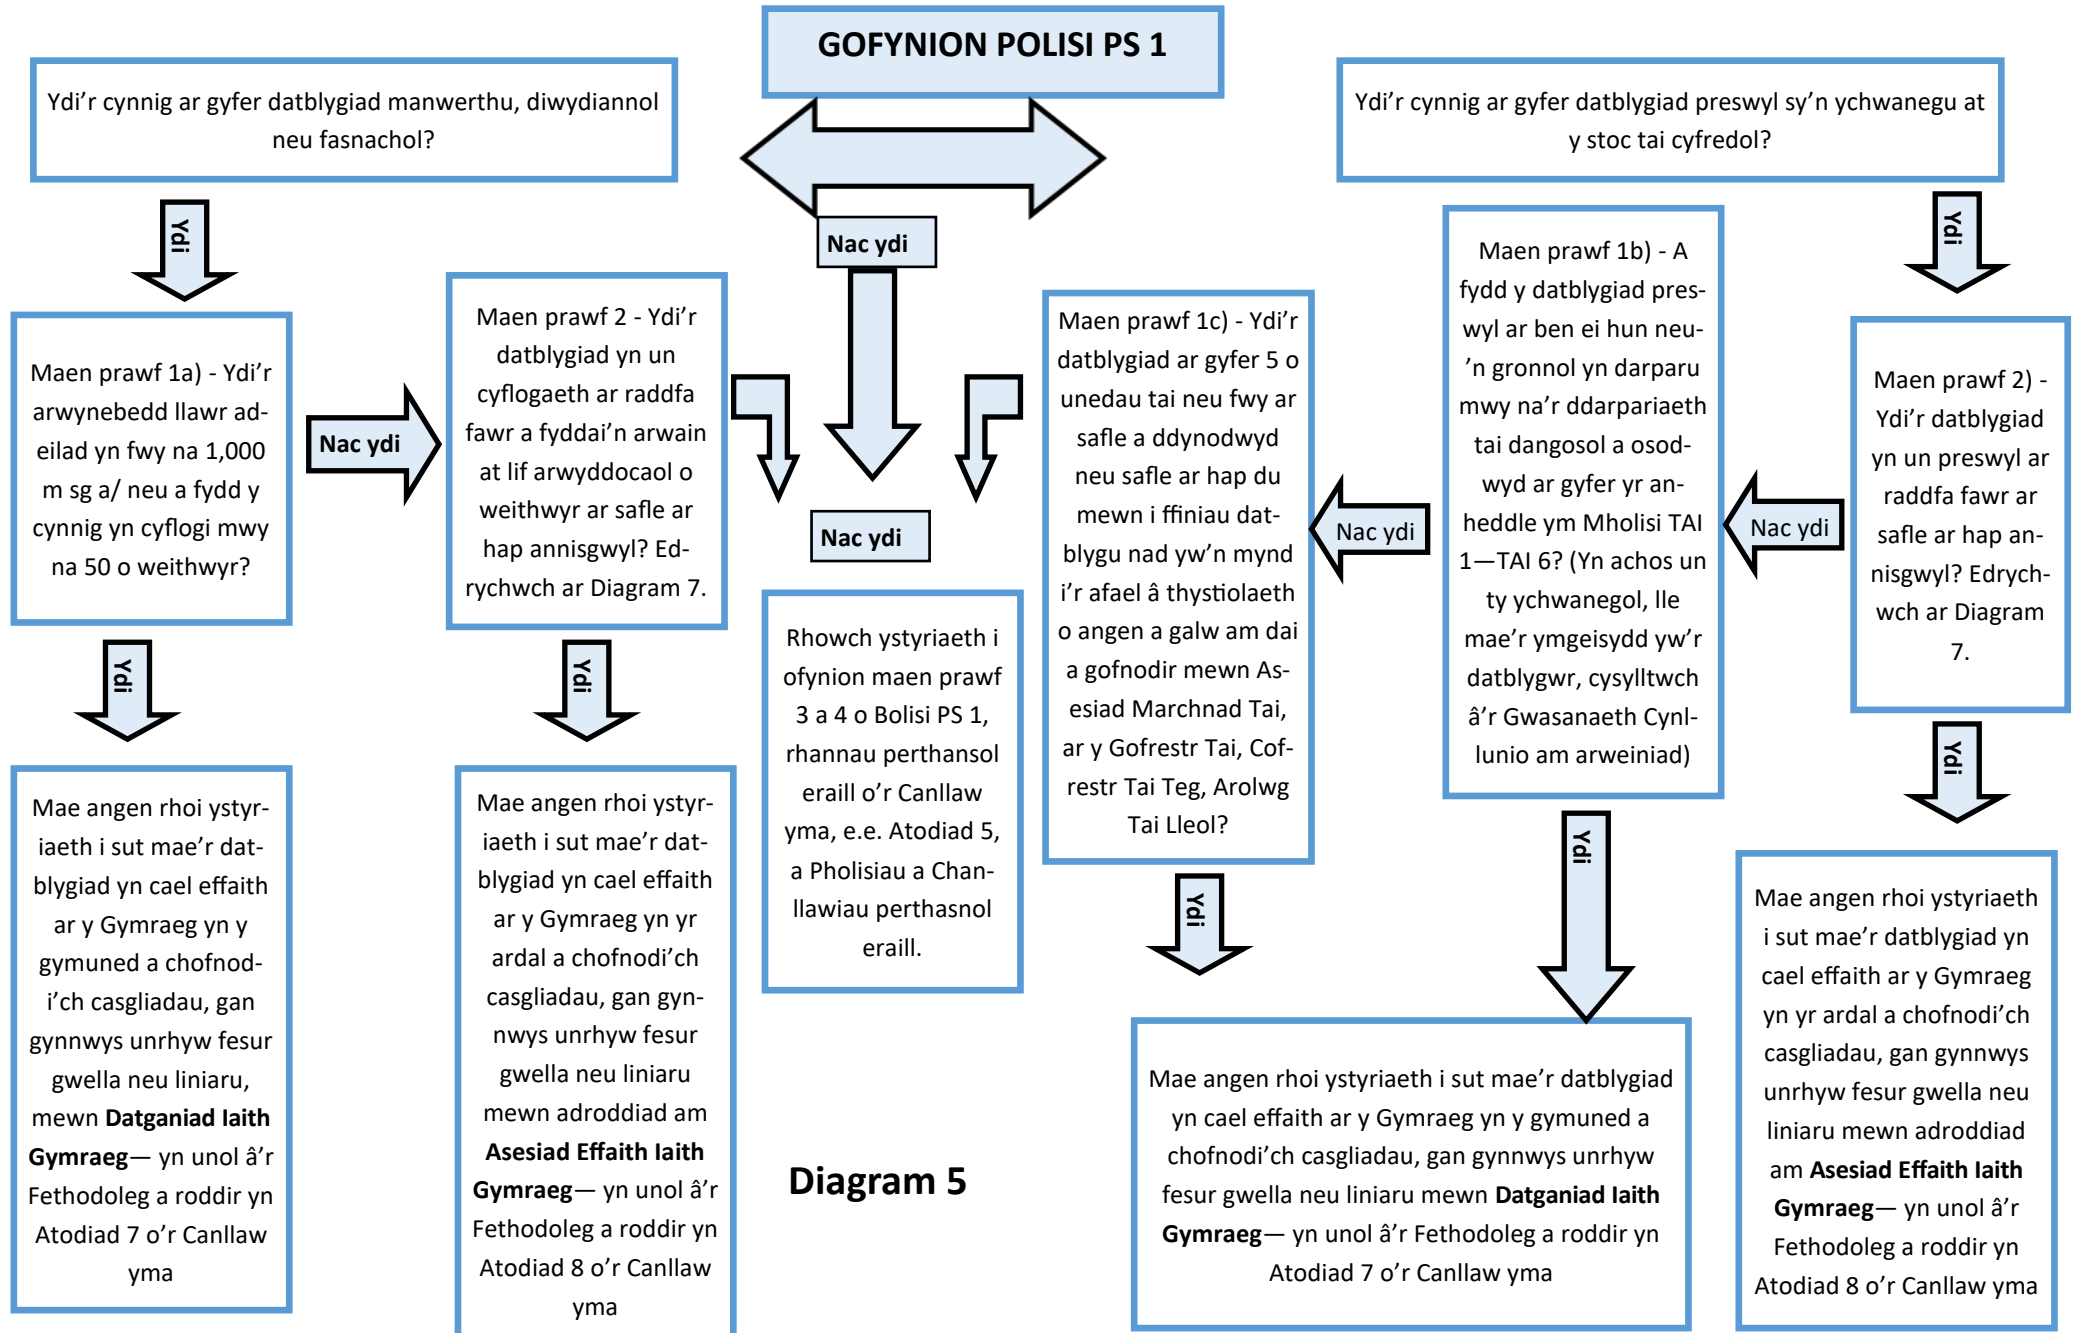 GOFYNION POLISI PS 1
Ydi’r cynnig ar gyfer datblygiad manwerthu, diwydiannol
neu fasnachol?
Ydi
Maen prawf 1a) - Ydi’r
arwynebedd llawr ad-
eilad yn fwy na 1,000
m sg a/ neu a fydd y
cynnig yn cyflogi mwy
na 50 o weithwyr?
Nac ydi
Ydi
Mae angen rhoi ystyr-
iaeth i sut mae’r dat-
blygiad yn cael effaith
ar y Gymraeg yn y
gymuned a chofnod-
i’ch casgliadau, gan
gynnwys unrhyw fesur
gwella neu liniaru,
mewn Datganiad Iaith
Gymraeg— yn unol â’r
Fethodoleg a roddir yn
Atodiad 7 o’r Canllaw
yma
Maen prawf 2 - Ydi’r
datblygiad yn un
cyflogaeth ar raddfa
fawr a fyddai’n arwain
at lif arwyddocaol o
weithwyr ar safle ar
hap annisgwyl? Ed-
rychwch ar Diagram 7.
Ydi
Mae angen rhoi ystyr-
iaeth i sut mae’r dat-
blygiad yn cael effaith
ar y Gymraeg yn yr
ardal a chofnodi’ch
casgliadau, gan gyn-
nwys unrhyw fesur
gwella neu liniaru
mewn adroddiad am
Asesiad Effaith Iaith
Gymraeg— yn unol â’r
Fethodoleg a roddir yn
Atodiad 8 o’r Canllaw
yma
Nac ydi
Nac ydi
Rhowch ystyriaeth i
ofynion maen prawf
3 a 4 o Bolisi PS 1,
rhannau perthansol
eraill o’r Canllaw
yma, e.e. Atodiad 5,
a Pholisiau a Chan-
llawiau perthasnol
eraill.
Diagram 5
Ydi’r cynnig ar gyfer datblygiad preswyl sy’n ychwanegu at
y stoc tai cyfredol?
Ydi
Maen prawf 2) -
Ydi’r datblygiad
yn un preswyl ar
raddfa fawr ar
safle ar hap an-
nisgwyl? Edrych-
wch ar Diagram
7.
Nac ydi
Ydi
Mae angen rhoi ystyriaeth
i sut mae’r datblygiad yn
cael effaith ar y Gymraeg
yn yr ardal a chofnodi’ch
casgliadau, gan gynnwys
unrhyw fesur gwella neu
liniaru mewn adroddiad
am Asesiad Effaith Iaith
Gymraeg— yn unol â’r
Fethodoleg a roddir yn
Atodiad 8 o’r Canllaw yma
Maen prawf 1b) - A
fydd y datblygiad pres-
wyl ar ben ei hun neu-
’n gronnol yn darparu
mwy na’r ddarpariaeth
tai dangosol a osod-
wyd ar gyfer yr an-
heddle ym Mholisi TAI
1—TAI 6? (Yn achos un
ty ychwanegol, lle
mae’r ymgeisydd yw’r
datblygwr, cysylltwch
â’r Gwasanaeth Cynl-
lunio am arweiniad)
Nac ydi
Ydi
Maen prawf 1c) - Ydi’r
datblygiad ar gyfer 5 o
unedau tai neu fwy ar
safle a ddynodwyd
neu safle ar hap du
mewn i ffiniau dat-
blygu nad yw’n mynd
i’r afael â thystiolaeth
o angen a galw am dai
a gofnodir mewn As-
esiad Marchnad Tai,
ar y Gofrestr Tai, Cof-
restr Tai Teg, Arolwg
Tai Lleol?
Ydi
Mae angen rhoi ystyriaeth i sut mae’r datblygiad
yn cael effaith ar y Gymraeg yn y gymuned a
chofnodi’ch casgliadau, gan gynnwys unrhyw
fesur gwella neu liniaru mewn Datganiad Iaith
Gymraeg— yn unol â’r Fethodoleg a roddir yn
Atodiad 7 o’r Canllaw yma